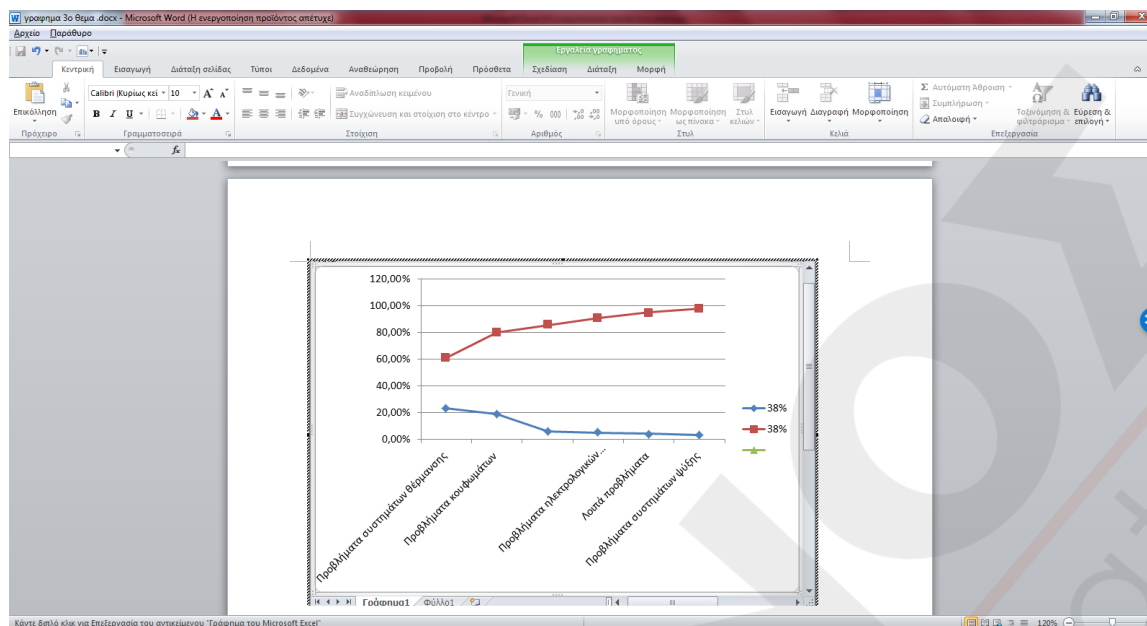 γραφημα 3ο θεμα .docx - Microsoft Word (Η ενεργοποίηση προϊόντος απέτυχε)
Αρχείο Παράθυρο
Εργαλεία γραφήματος
Κεντρική Εισαγωγή Διάταξη σελίδας Τύποι Δεδομένα Αναθεώρηση Προβολή Πρόσθετα Σχεδίαση Διάταξη Μορφή
Επικόλληση
Calibri (Κυρίως κεί 10
Αναδίπλωση κειμένου
Συγχώνευση και στοίχιση στο κέντρο
Γενική
% 000
Μορφοποίηση υπό όρους
Μορφοποίηση ως πίνακα
Στυλ κελιών
Εισαγωγή Διαγραφή Μορφοποίηση
Σ Αυτόματη Άθροιση
Συμπλήρωση
Απαλοιφή
Ταξινόμηση & φιλτράρισμα
Εύρεση & επιλογή
Πρόχειρο Γραμματοσειρά Στοίχιση Αριθμός Στυλ Κελιά Επεξεργασία
fx
120,00%
100,00%
80,00%
60,00%
40,00%
20,00%
0,00%
38%
38%
Προβλήματα συστημάτων θέρμανσης
Προβλήματα κουφωμάτων
Προβλήματα ηλεκτρολογικών...
Λοιπά προβλήματα
Προβλήματα συστημάτων ψύξης
Γράφημα1 Φύλλο1
Κάντε διπλό κλικ για Επεξεργασία του αντικειμένου "Γράφημα του Microsoft Excel"
120%